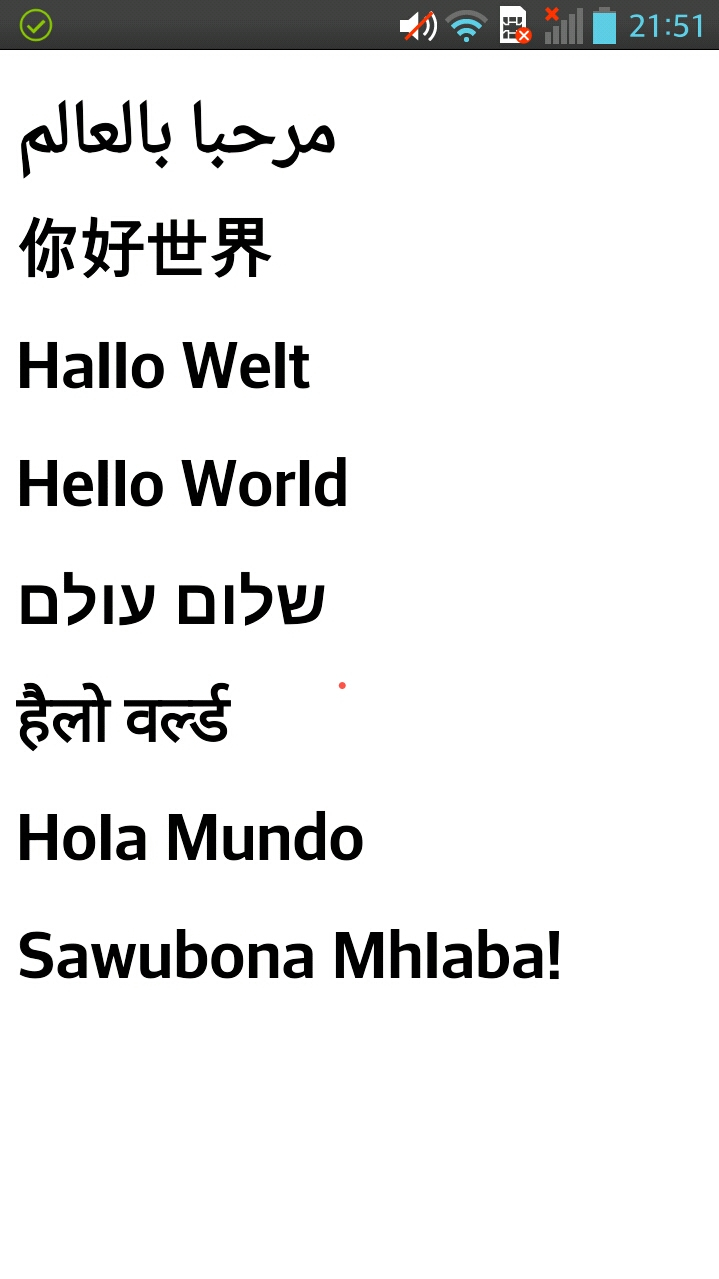 21:51
مرحبا بالعالم
你好世界
Hallo Welt
Hello World
שלום עולם
हैलो वर्ल्ड
Hola Mundo
Sawubona Mhlaba!